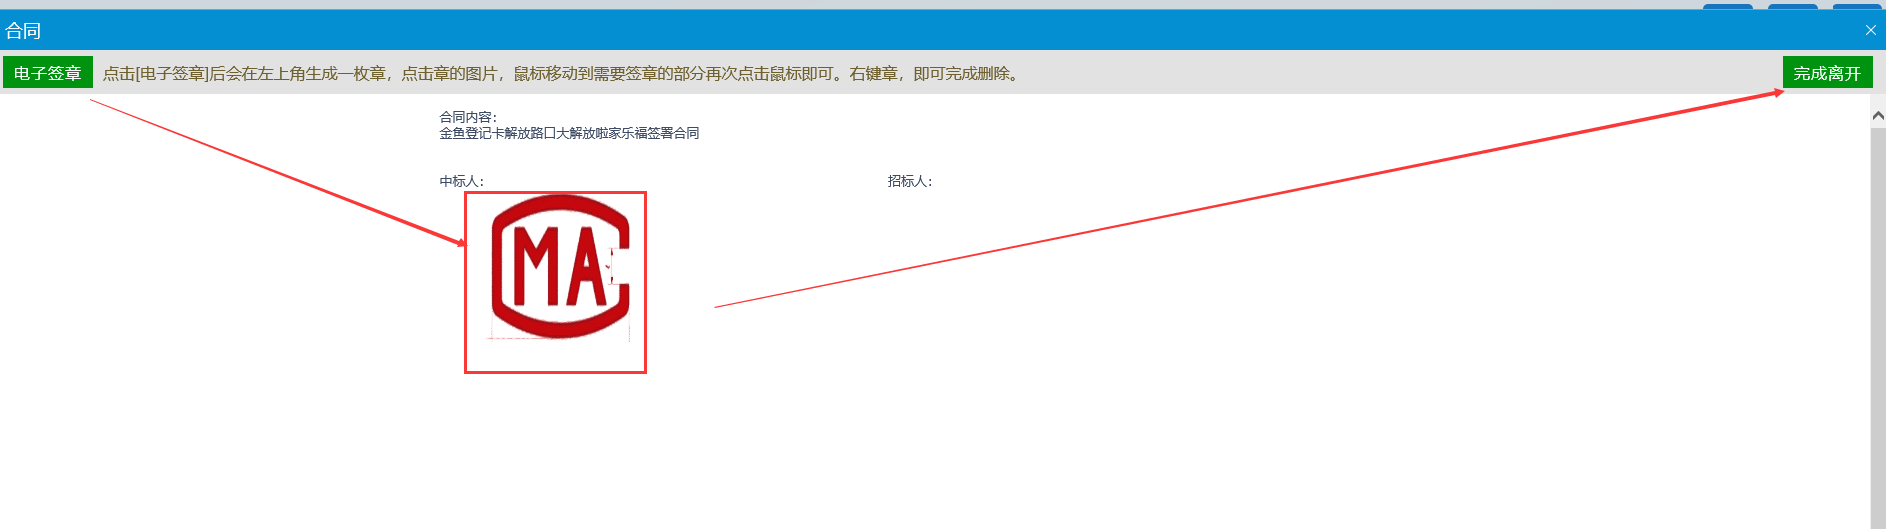 合同
电子签章 点击[电子签章]后会在左上角生成一枚章，点击章的图片，鼠标移动到需要签章的部分再次点击鼠标即可。右键章，即可完成删除。 完成离开
合同内容：
金鱼登记卡解放路口大解放啦家乐福签署合同
中标人： 招标人：
MA